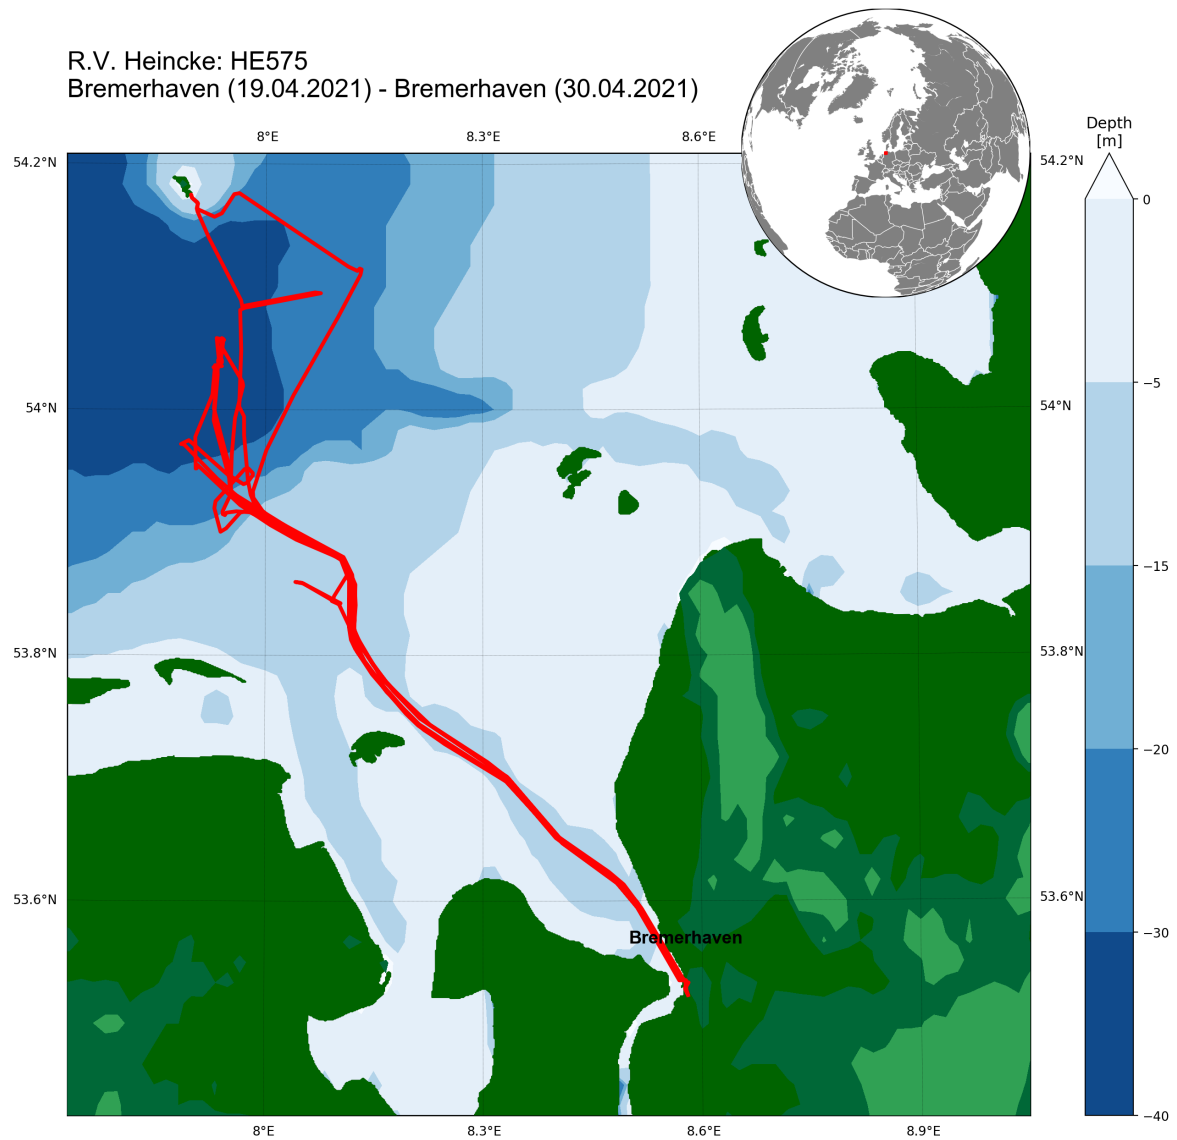 R.V. Heincke: HE575
Bremerhaven (19.04.2021) - Bremerhaven (30.04.2021)
Depth
[m]
8°E
8.3°E
8.6°E
54.2°N
54.2°N
0
−5
54°N
54°N
−15
53.8°N
53.8°N
−20
53.6°N
53.6°N
−30
Bremerhaven
−40
8°E
8.3°E
8.6°E
8.9°E